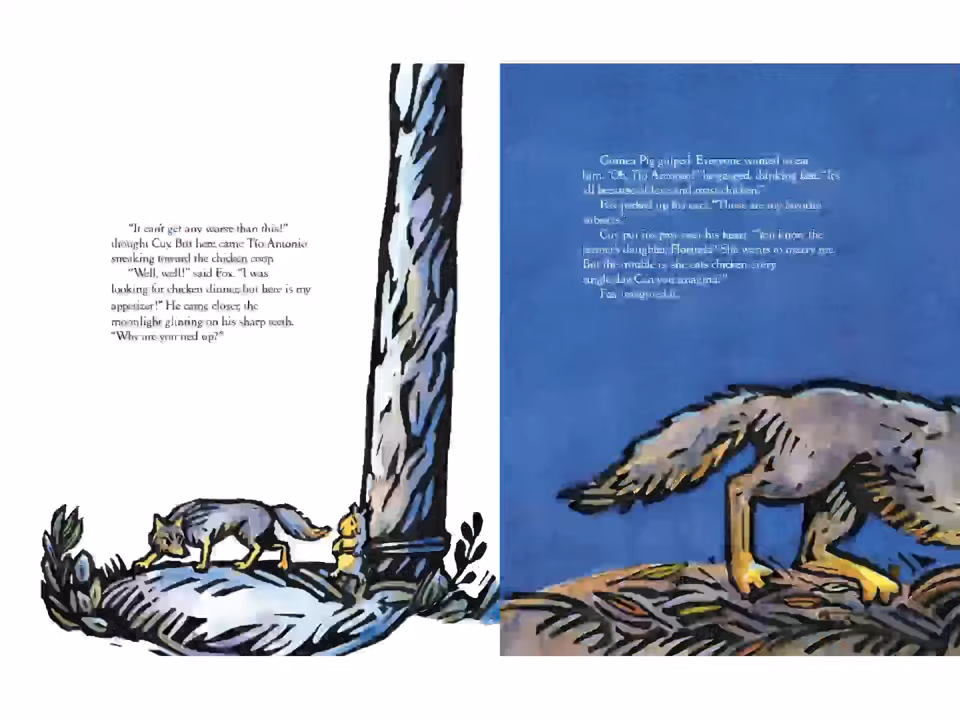 "It can't get any worse than this!"
thought Cuy. But here came Tío Antonio
sneaking toward the chicken coop.
"Well, well!" said Fox. "I was
looking for chicken dinner, but here is my
appetizer!" He came closer, the
moonlight glinting on his sharp teeth.
"Why are you tied up?"
Guinea Pig gulped. Everyone wanted to eat
him. "Oh, Tío Antonio!" he gasped, thinking fast. "It's
all because of love and roast chicken."
Fox perked up his ears. "Those are my favorite
subjects."
Cuy put his paw over his heart. "You know the
farmer's daughter, Florinda? She wants to marry me.
But the trouble is, she eats chicken every
single day. Can you imagine?"
Fox imagined it.